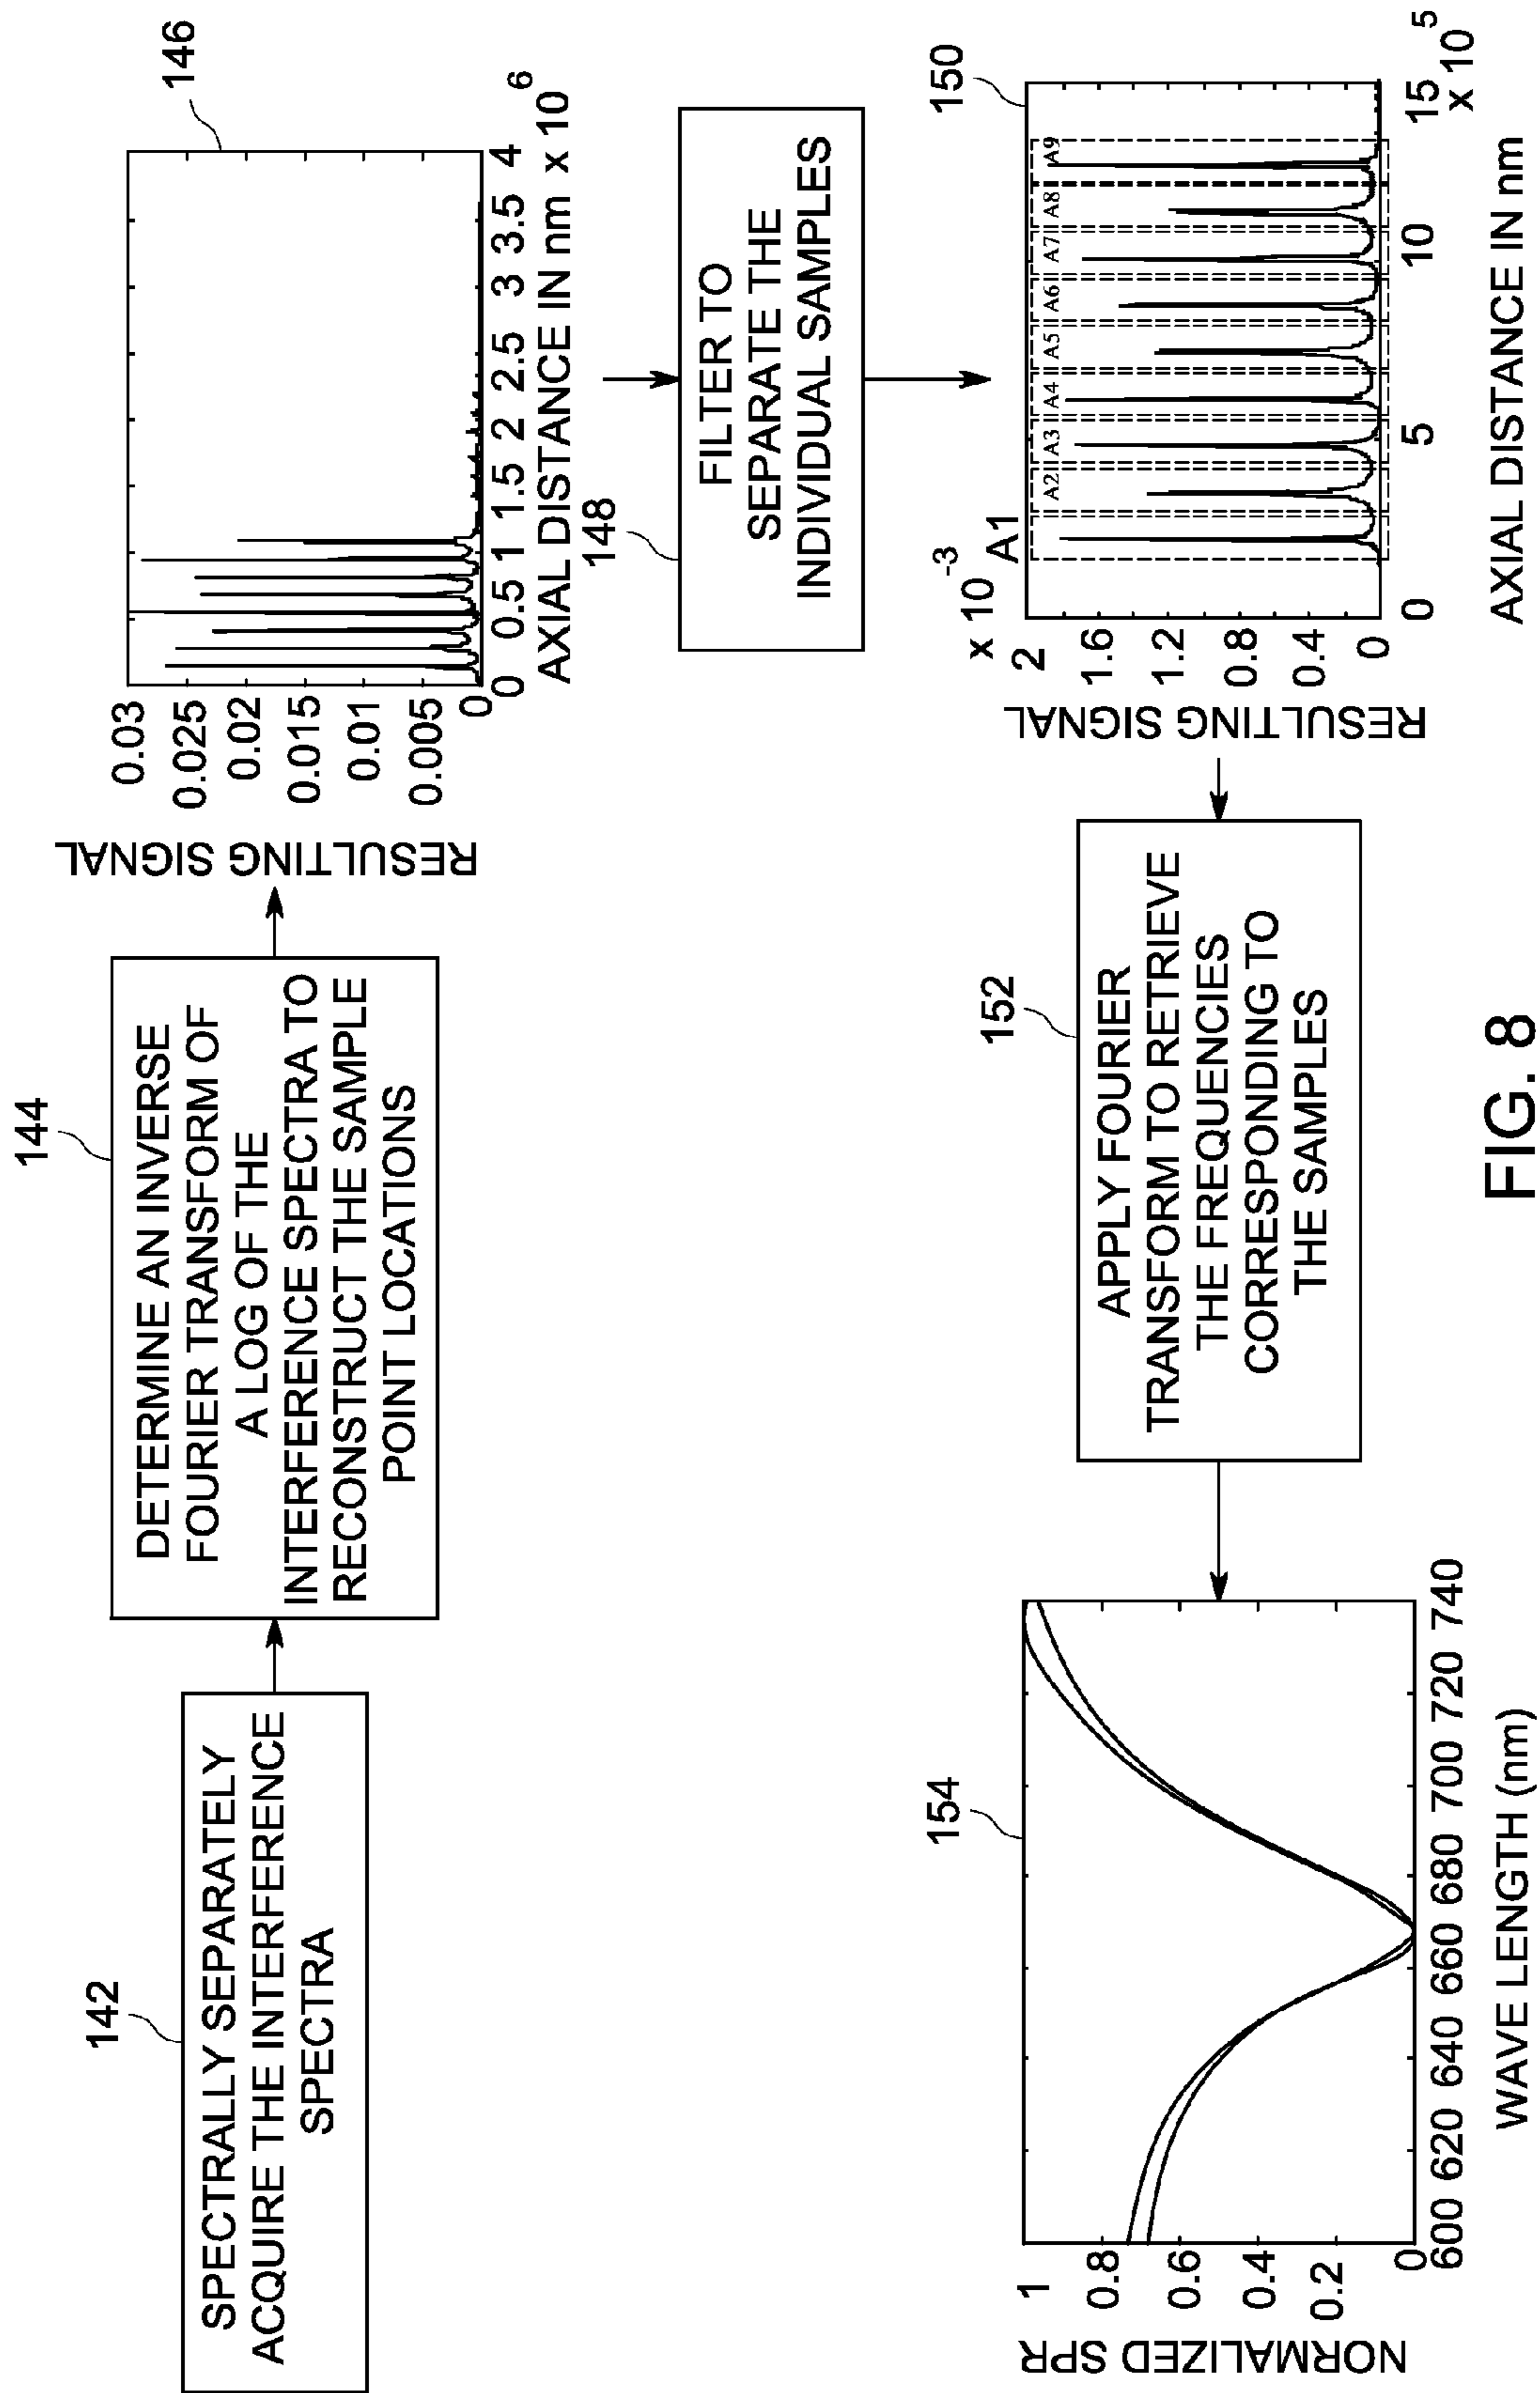 142
SPECTRALLY SEPARATELY
ACQUIRE THE INTERFERENCE
SPECTRA
144
DETERMINE AN INVERSE
FOURIER TRANSFORM OF
A LOG OF THE
INTERFERENCE SPECTRA TO
RECONSTRUCT THE SAMPLE
POINT LOCATIONS
146
RESULTING SIGNAL
0.03
0.025
0.02
0.015
0.01
0.005
0
0 0.5 1 1.5 2 2.5 3 3.5 4
AXIAL DISTANCE IN nm x 10 6
148
FILTER TO
SEPARATE THE
INDIVIDUAL SAMPLES
150
x 10 -3
A1
A2 A3 A4 A5 A6 A7 A8 A9
RESULTING SIGNAL
2
1.6
1.2
0.8
0.4
0
0 5 10 15
x 10 5
AXIAL DISTANCE IN nm
152
APPLY FOURIER
TRANSFORM TO RETRIEVE
THE FREQUENCIES
CORRESPONDING TO
THE SAMPLES
154
NORMALIZED SPR
1
0.8
0.6
0.4
0.2
0
600 620 640 660 680 700 720 740
WAVE LENGTH (nm)
FIG. 8